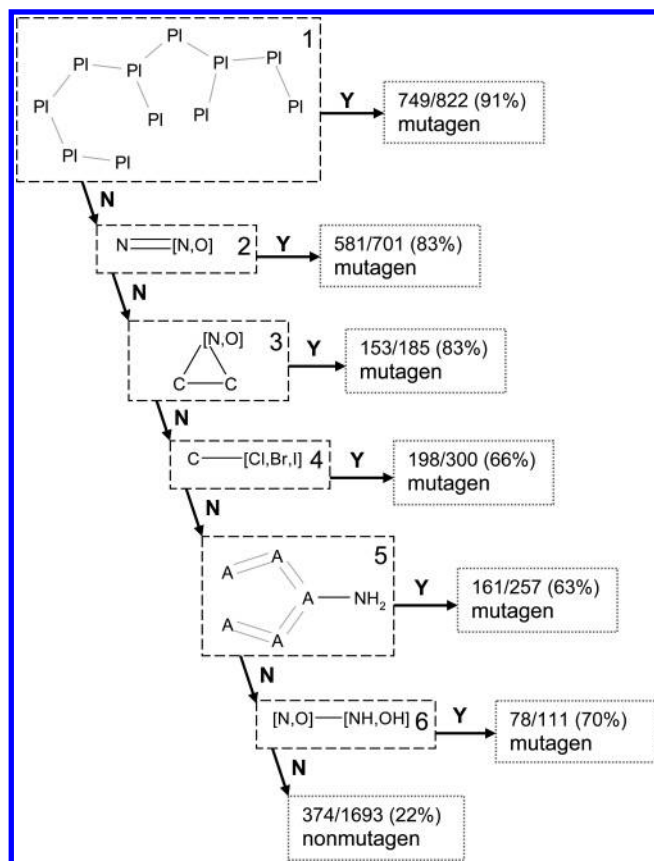 1
Pl
Pl Pl Pl Pl
Pl Pl Pl Pl
Pl Pl
Y
749/822 (91%)
mutagen
N
N [N,O] 2
Y
581/701 (83%)
mutagen
N
[N,O] 3
C C
Y
153/185 (83%)
mutagen
N
C [Cl,Br,I] 4
Y
198/300 (66%)
mutagen
N
5
A A
A NH2
A A
Y
161/257 (63%)
mutagen
N
[N,O] [NH,OH] 6
Y
78/111 (70%)
mutagen
N
374/1693 (22%)
nonmutagen